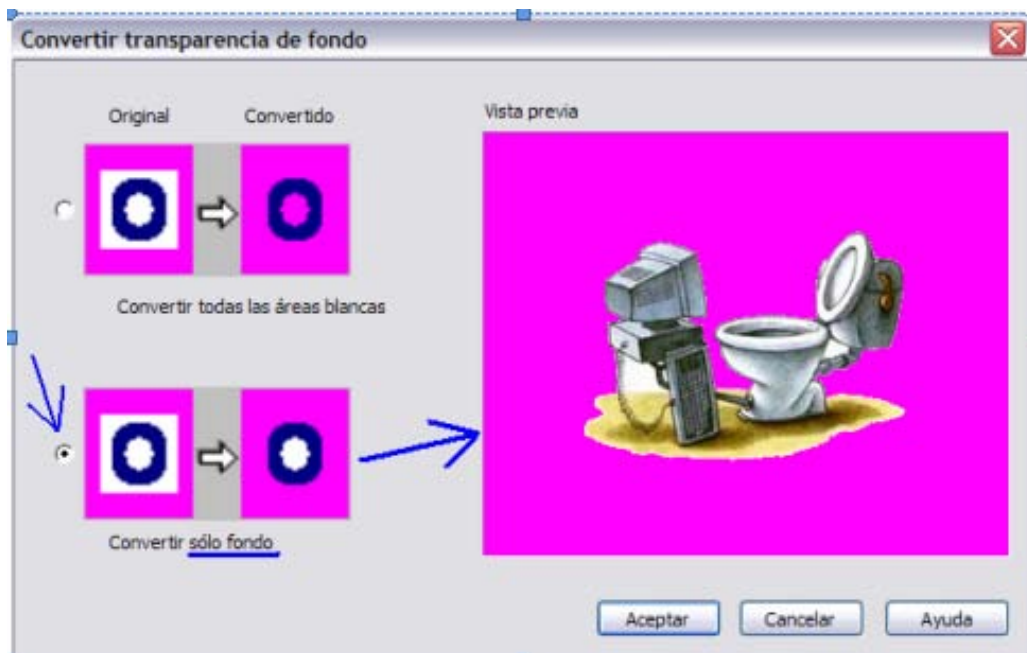 Convertir transparencia de fondo
Original Convertido
Vista previa
Convertir todas las áreas blancas
Convertir sólo fondo
Aceptar Cancelar Ayuda